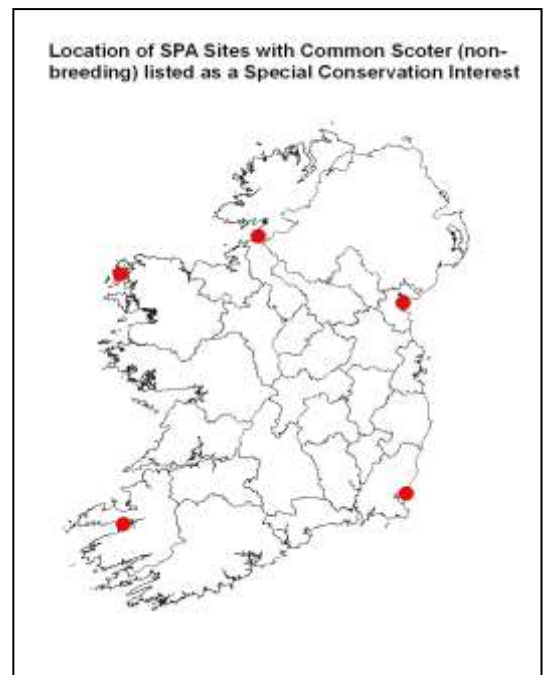 Location of SPA Sites with Common Scoter (non-
breeding) listed as a Special Conservation Interest